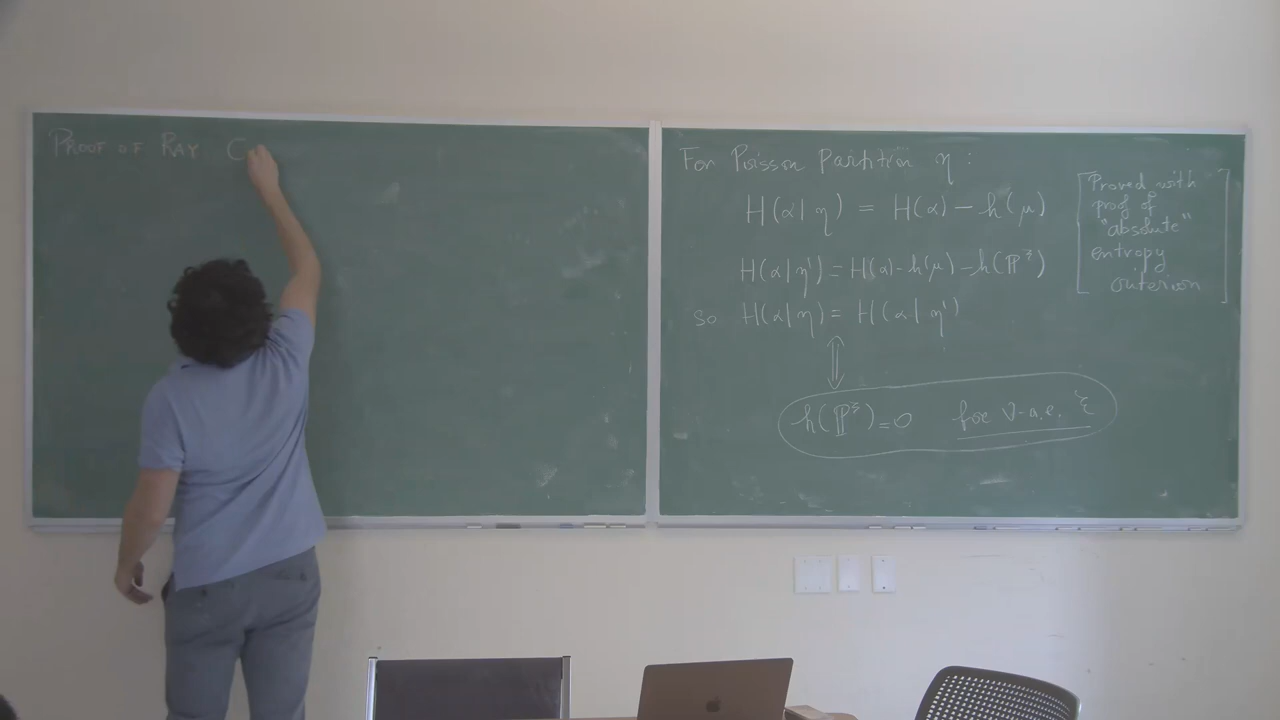 PROOF OF RAY C
For Poisson Partition η :
H(α|η) = H(α) – h(μ)
H(α|η') = H(α) – h(μ) – h(ℙ^ξ)
so H(α|η) = H(α|η')
⇕
h(ℙ^ξ) = 0 for ν-a.e. ξ
[Proved with
proof of
"absolute"
entropy
criterion]